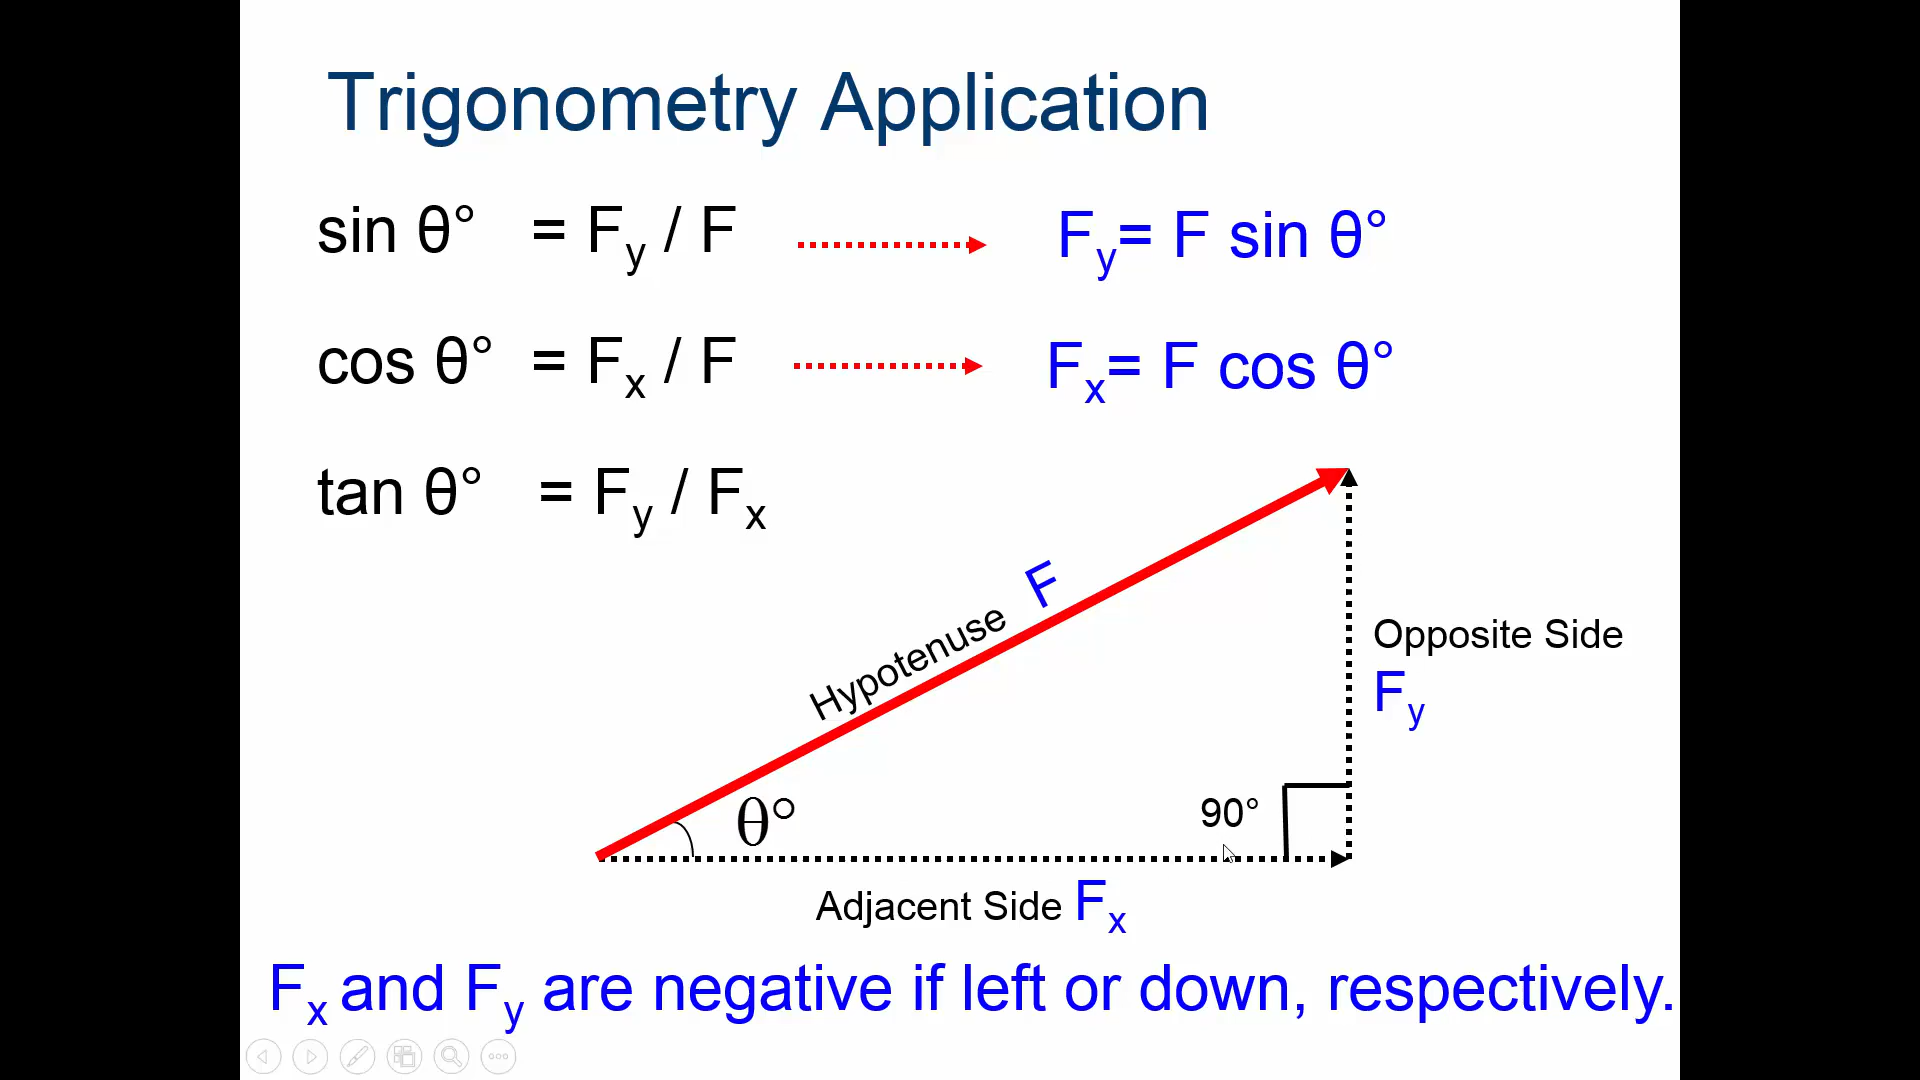 Trigonometry Application
sin θ° = Fy / F
Fy= F sin θ°
cos θ° = Fx / F
Fx= F cos θ°
tan θ° = Fy / Fx
Hypotenuse F
Opposite Side
Fy
θ°
90°
Adjacent Side Fx
Fx and Fy are negative if left or down, respectively.